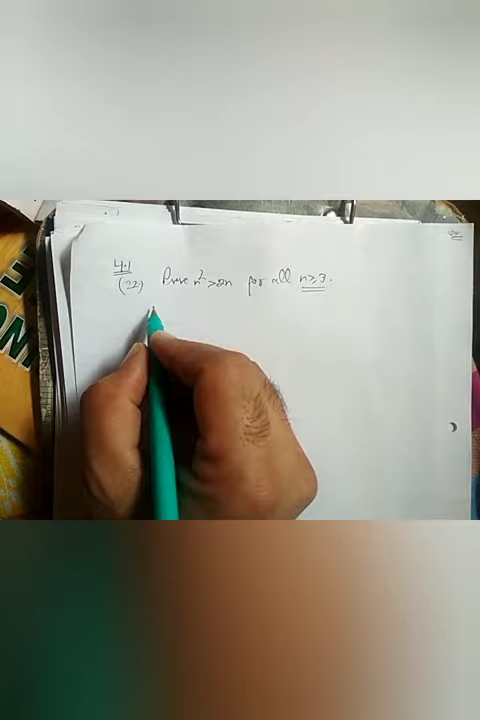 4.1
(22) Prove n² > 2n for all n ≥ 3.